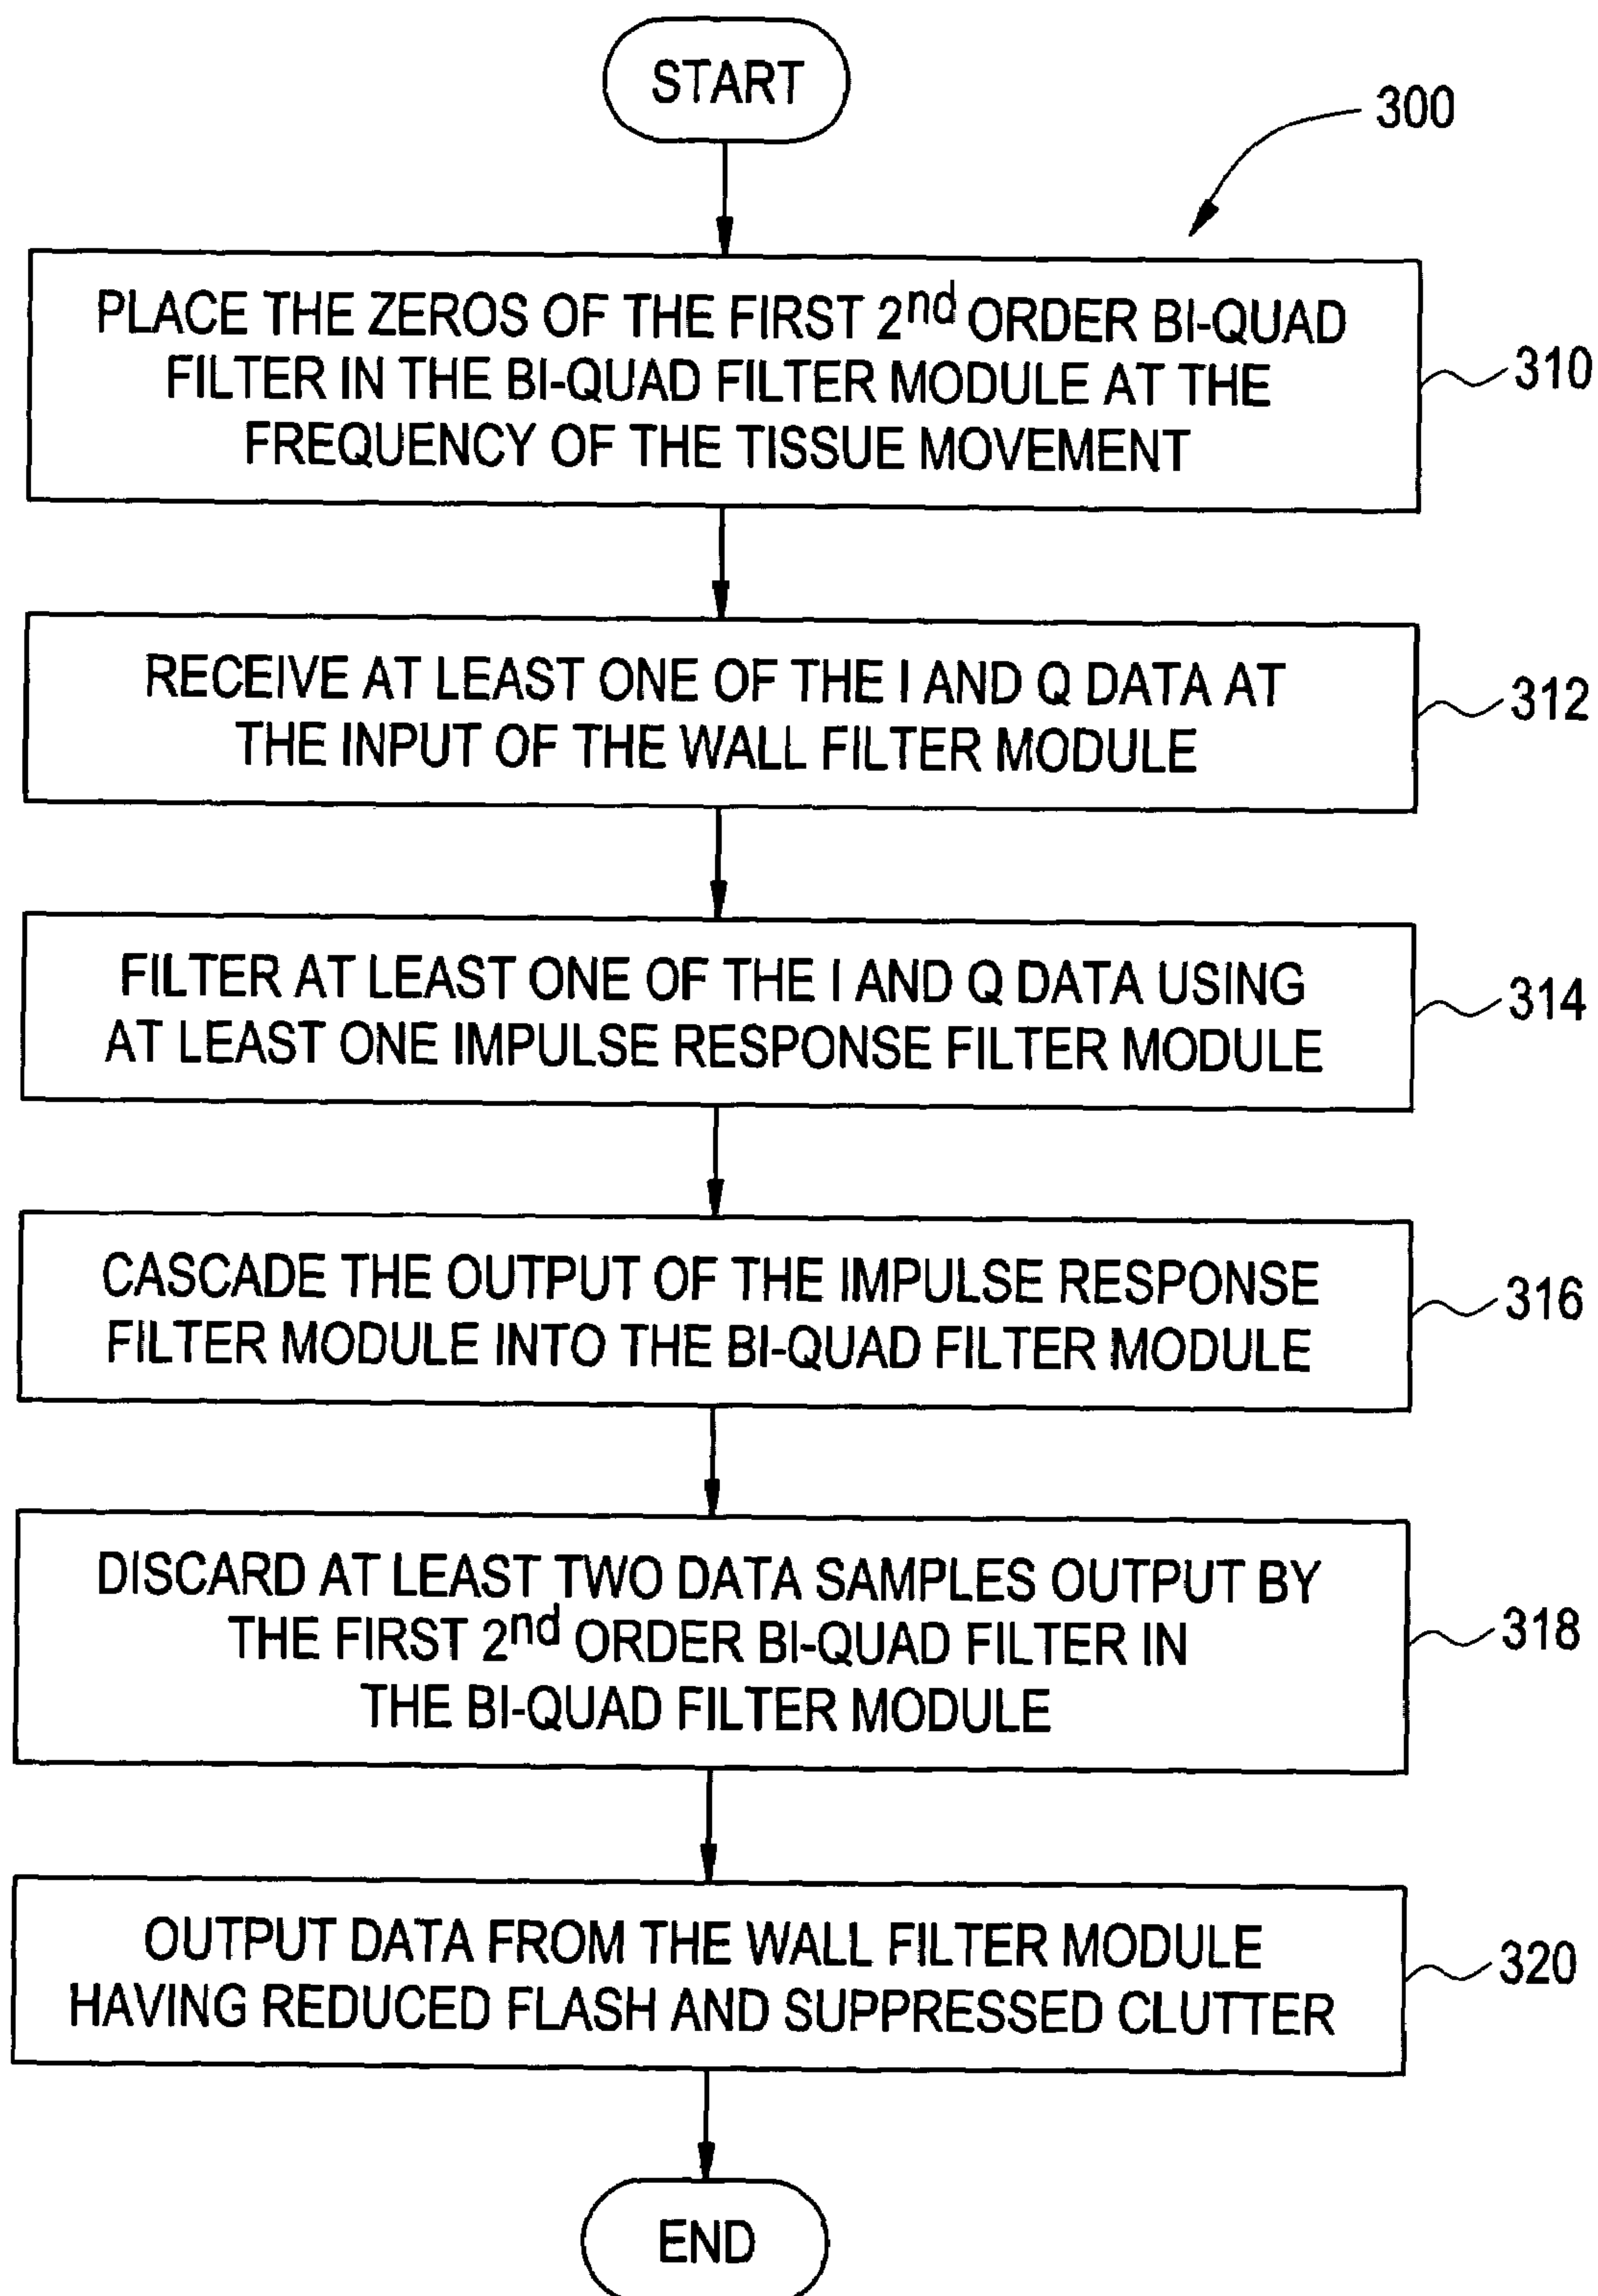 START
300
PLACE THE ZEROS OF THE FIRST 2nd ORDER BI-QUAD
FILTER IN THE BI-QUAD FILTER MODULE AT THE
FREQUENCY OF THE TISSUE MOVEMENT
310
RECEIVE AT LEAST ONE OF THE I AND Q DATA AT
THE INPUT OF THE WALL FILTER MODULE
312
FILTER AT LEAST ONE OF THE I AND Q DATA USING
AT LEAST ONE IMPULSE RESPONSE FILTER MODULE
314
CASCADE THE OUTPUT OF THE IMPULSE RESPONSE
FILTER MODULE INTO THE BI-QUAD FILTER MODULE
316
DISCARD AT LEAST TWO DATA SAMPLES OUTPUT BY
THE FIRST 2nd ORDER BI-QUAD FILTER IN
THE BI-QUAD FILTER MODULE
318
OUTPUT DATA FROM THE WALL FILTER MODULE
HAVING REDUCED FLASH AND SUPPRESSED CLUTTER
320
END